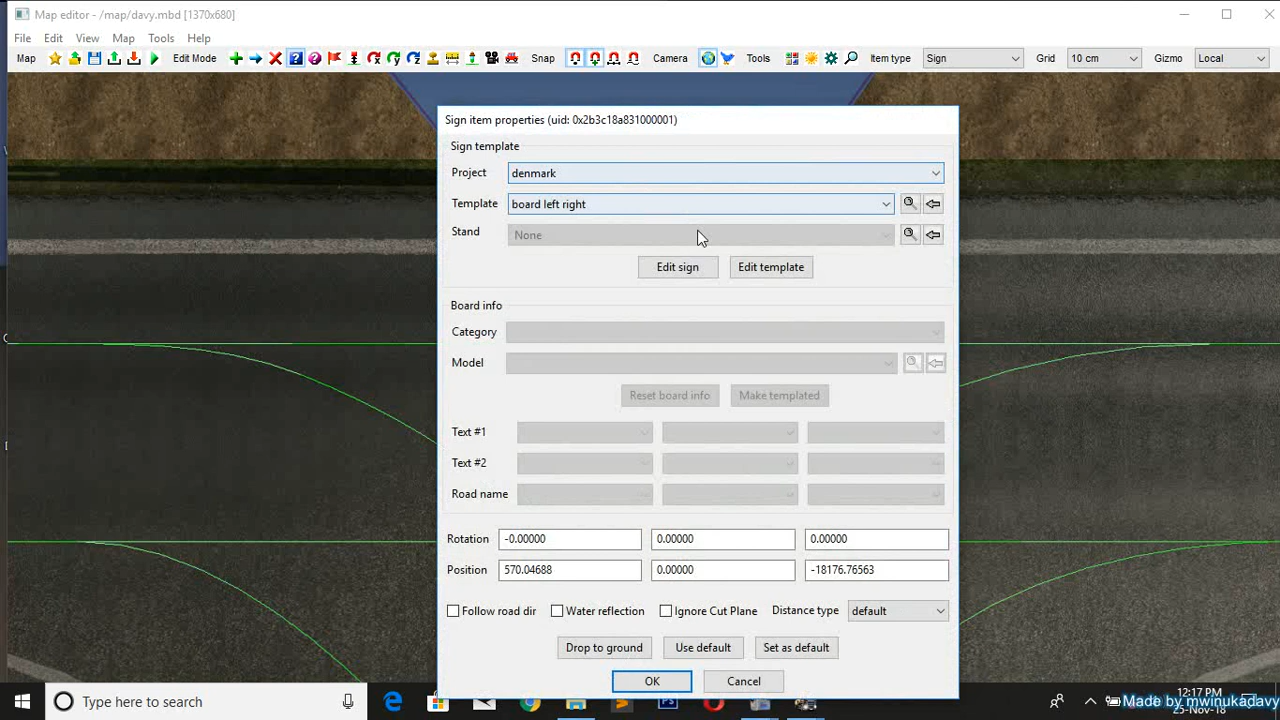 Map editor - /map/davy.mbd [1370x680]
File Edit View Map Tools Help
Map Edit Mode Snap Camera Tools Item type Sign Grid 10 cm Gizmo Local
Sign item properties (uid: 0x2b3c18a831000001)
Sign template
Project denmark
Template board left right
Stand None
Edit sign Edit template
Board info
Category
Model
Reset board info Make templated
Text #1
Text #2
Road name
Rotation -0.00000 0.00000 0.00000
Position 570.04688 0.00000 -18176.76563
Follow road dir Water reflection Ignore Cut Plane Distance type default
Drop to ground Use default Set as default
OK Cancel
Type here to search
12:17 PM
25-Nov-18
Made by mwinukadavy